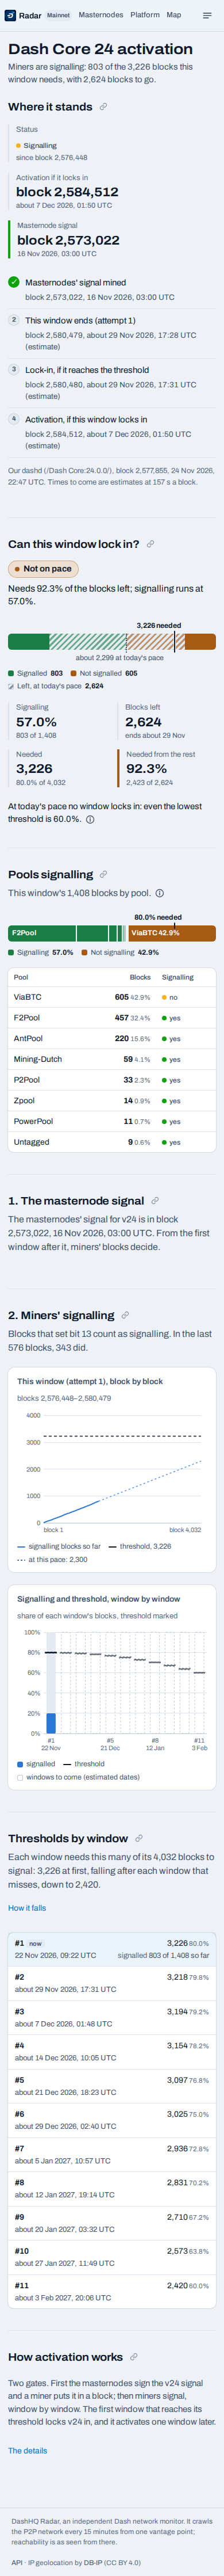 Radar Mainnet Masternodes Platform Map
Dash Core 24 activation
Miners are signalling: 803 of the 3,226 blocks this
window needs, with 2,624 blocks to go.
Where it stands
Status
Signalling
since block 2,576,448
Activation if it locks in
block 2,584,512
about 7 Dec 2026, 01:50 UTC
Masternode signal
block 2,573,022
16 Nov 2026, 03:00 UTC
Masternodes' signal mined
block 2,573,022, 16 Nov 2026, 03:00 UTC
2 This window ends (attempt 1)
block 2,580,479, about 29 Nov 2026, 17:28 UTC
(estimate)
3 Lock-in, if it reaches the threshold
block 2,580,480, about 29 Nov 2026, 17:31 UTC
(estimate)
4 Activation, if this window locks in
block 2,584,512, about 7 Dec 2026, 01:50 UTC
(estimate)
Our dashd (/Dash Core:24.0.0/), block 2,577,855, 24 Nov 2026,
22:47 UTC. Times to come are estimates at 157 s a block.
Can this window lock in?
Not on pace
Needs 92.3% of the blocks left; signalling runs at
57.0%.
3,226 needed
about 2,299 at today's pace
Signalled 803 Not signalled 605
Left, at today's pace 2,624
Signalling
57.0%
803 of 1,408
Blocks left
2,624
ends about 29 Nov
Needed
3,226
80.0% of 4,032
Needed from the rest
92.3%
2,423 of 2,624
At today's pace no window locks in: even the lowest
threshold is 60.0%.
Pools signalling
This window's 1,408 blocks by pool.
80.0% needed
F2Pool ViaBTC 42.9%
Signalling 57.0% Not signalling 42.9%
Pool Blocks Signalling
ViaBTC 605 42.9% no
F2Pool 457 32.4% yes
AntPool 220 15.6% yes
Mining-Dutch 59 4.1% yes
P2Pool 33 2.3% yes
Zpool 14 0.9% yes
PowerPool 11 0.7% yes
Untagged 9 0.6% yes
1. The masternode signal
The masternodes' signal for v24 is in block
2,573,022, 16 Nov 2026, 03:00 UTC. From the first
window after it, miners' blocks decide.
2. Miners' signalling
Blocks that set bit 13 count as signalling. In the last
576 blocks, 343 did.
This window (attempt 1), block by block
blocks 2,576,448–2,580,479
4000
3000
2000
1000
0
block 1 block 4,032
signalling blocks so far threshold, 3,226
at this pace: 2,300
Signalling and threshold, window by window
share of each window's blocks, threshold marked
100%
80%
60%
40%
20%
0%
#1 #5 #8 #11
22 Nov 21 Dec 12 Jan 3 Feb
signalled threshold
windows to come (estimated dates)
Thresholds by window
Each window needs this many of its 4,032 blocks to
signal: 3,226 at first, falling after each window that
misses, down to 2,420.
How it falls
#1 now 3,226 80.0%
22 Nov 2026, 09:22 UTC signalled 803 of 1,408 so far
#2 3,218 79.8%
about 29 Nov 2026, 17:31 UTC
#3 3,194 79.2%
about 7 Dec 2026, 01:48 UTC
#4 3,154 78.2%
about 14 Dec 2026, 10:05 UTC
#5 3,097 76.8%
about 21 Dec 2026, 18:23 UTC
#6 3,025 75.0%
about 29 Dec 2026, 02:40 UTC
#7 2,936 72.8%
about 5 Jan 2027, 10:57 UTC
#8 2,831 70.2%
about 12 Jan 2027, 19:14 UTC
#9 2,710 67.2%
about 20 Jan 2027, 03:32 UTC
#10 2,573 63.8%
about 27 Jan 2027, 11:49 UTC
#11 2,420 60.0%
about 3 Feb 2027, 20:06 UTC
How activation works
Two gates. First the masternodes sign the v24 signal
and a miner puts it in a block; then miners signal,
window by window. The first window that reaches its
threshold locks v24 in, and it activates one window later.
The details
DashHQ Radar, an independent Dash network monitor. It crawls
the P2P network every 15 minutes from one vantage point;
reachability is as seen from there.
API · IP geolocation by DB-IP (CC BY 4.0)